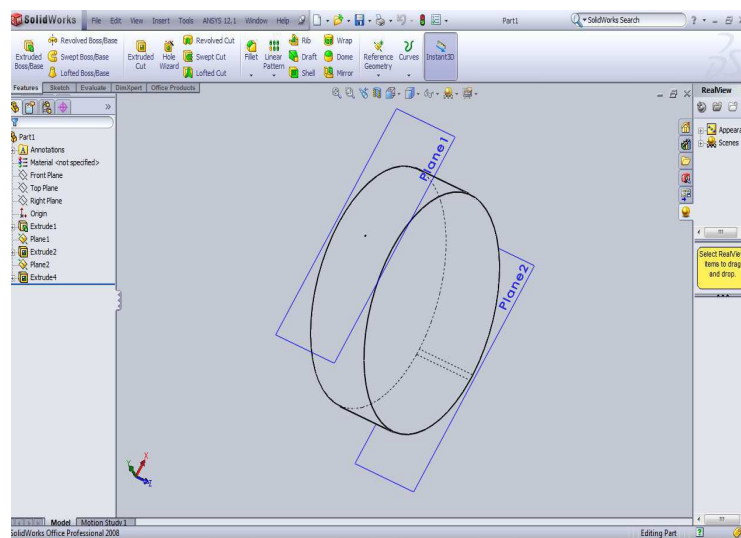 SolidWorks File Edit View Insert Tools ANSYS 12.1 Window Help Part1 SolidWorks Search ?
Extruded Boss/Base
Revolved Boss/Base
Swept Boss/Base
Lofted Boss/Base
Extruded Cut
Hole Wizard
Revolved Cut
Swept Cut
Lofted Cut
Fillet
Linear Pattern
Rib
Draft
Shell
Wrap
Dome
Mirror
Reference Geometry
Curves
Instant3D
Features Sketch Evaluate DimXpert Office Products
RealView
»
Part1
Annotations
Material <not specified>
Front Plane
Top Plane
Right Plane
Origin
Extrude1
Plane1
Extrude2
Plane2
Extrude4
Plane1
Plane2
Appeara
Scenes
Select RealVie
items to drag
and drop.
X
Y
Z
Model Motion Study 1
SolidWorks Office Professional 2008 Editing Part ?